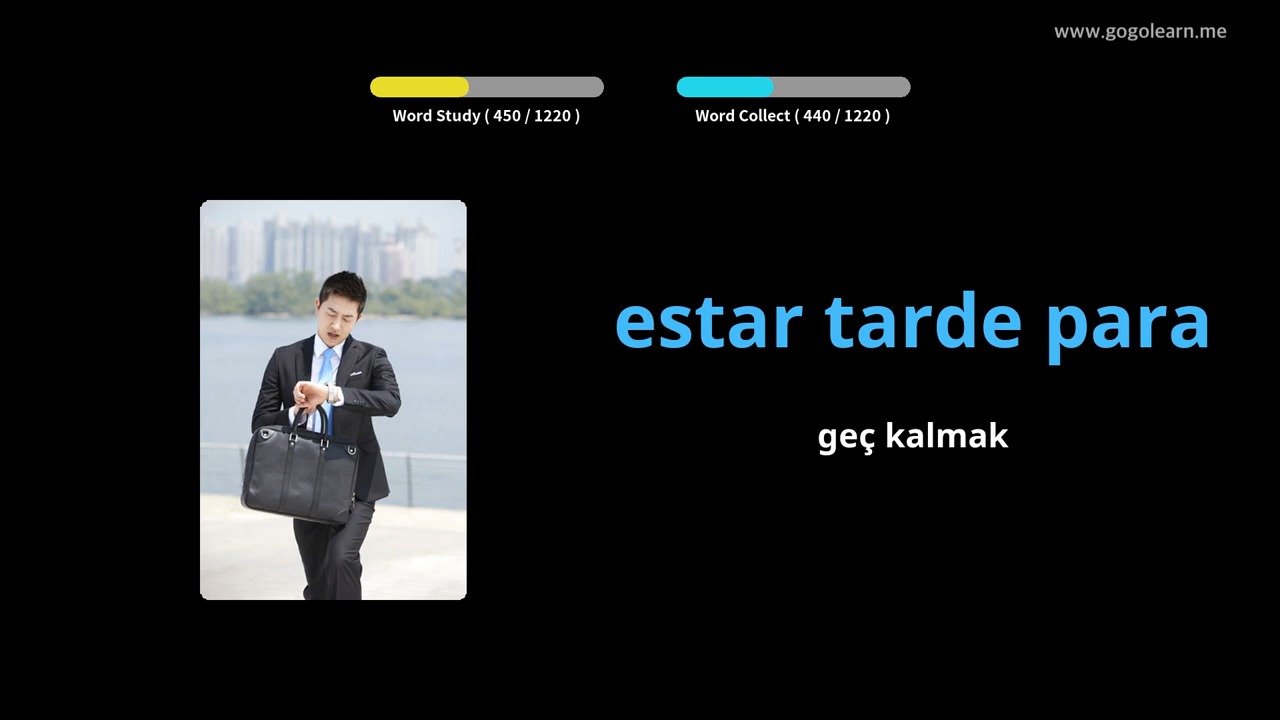 www.gogolearn.me
Word Study ( 450 / 1220 )
Word Collect ( 440 / 1220 )
estar tarde para
geç kalmak